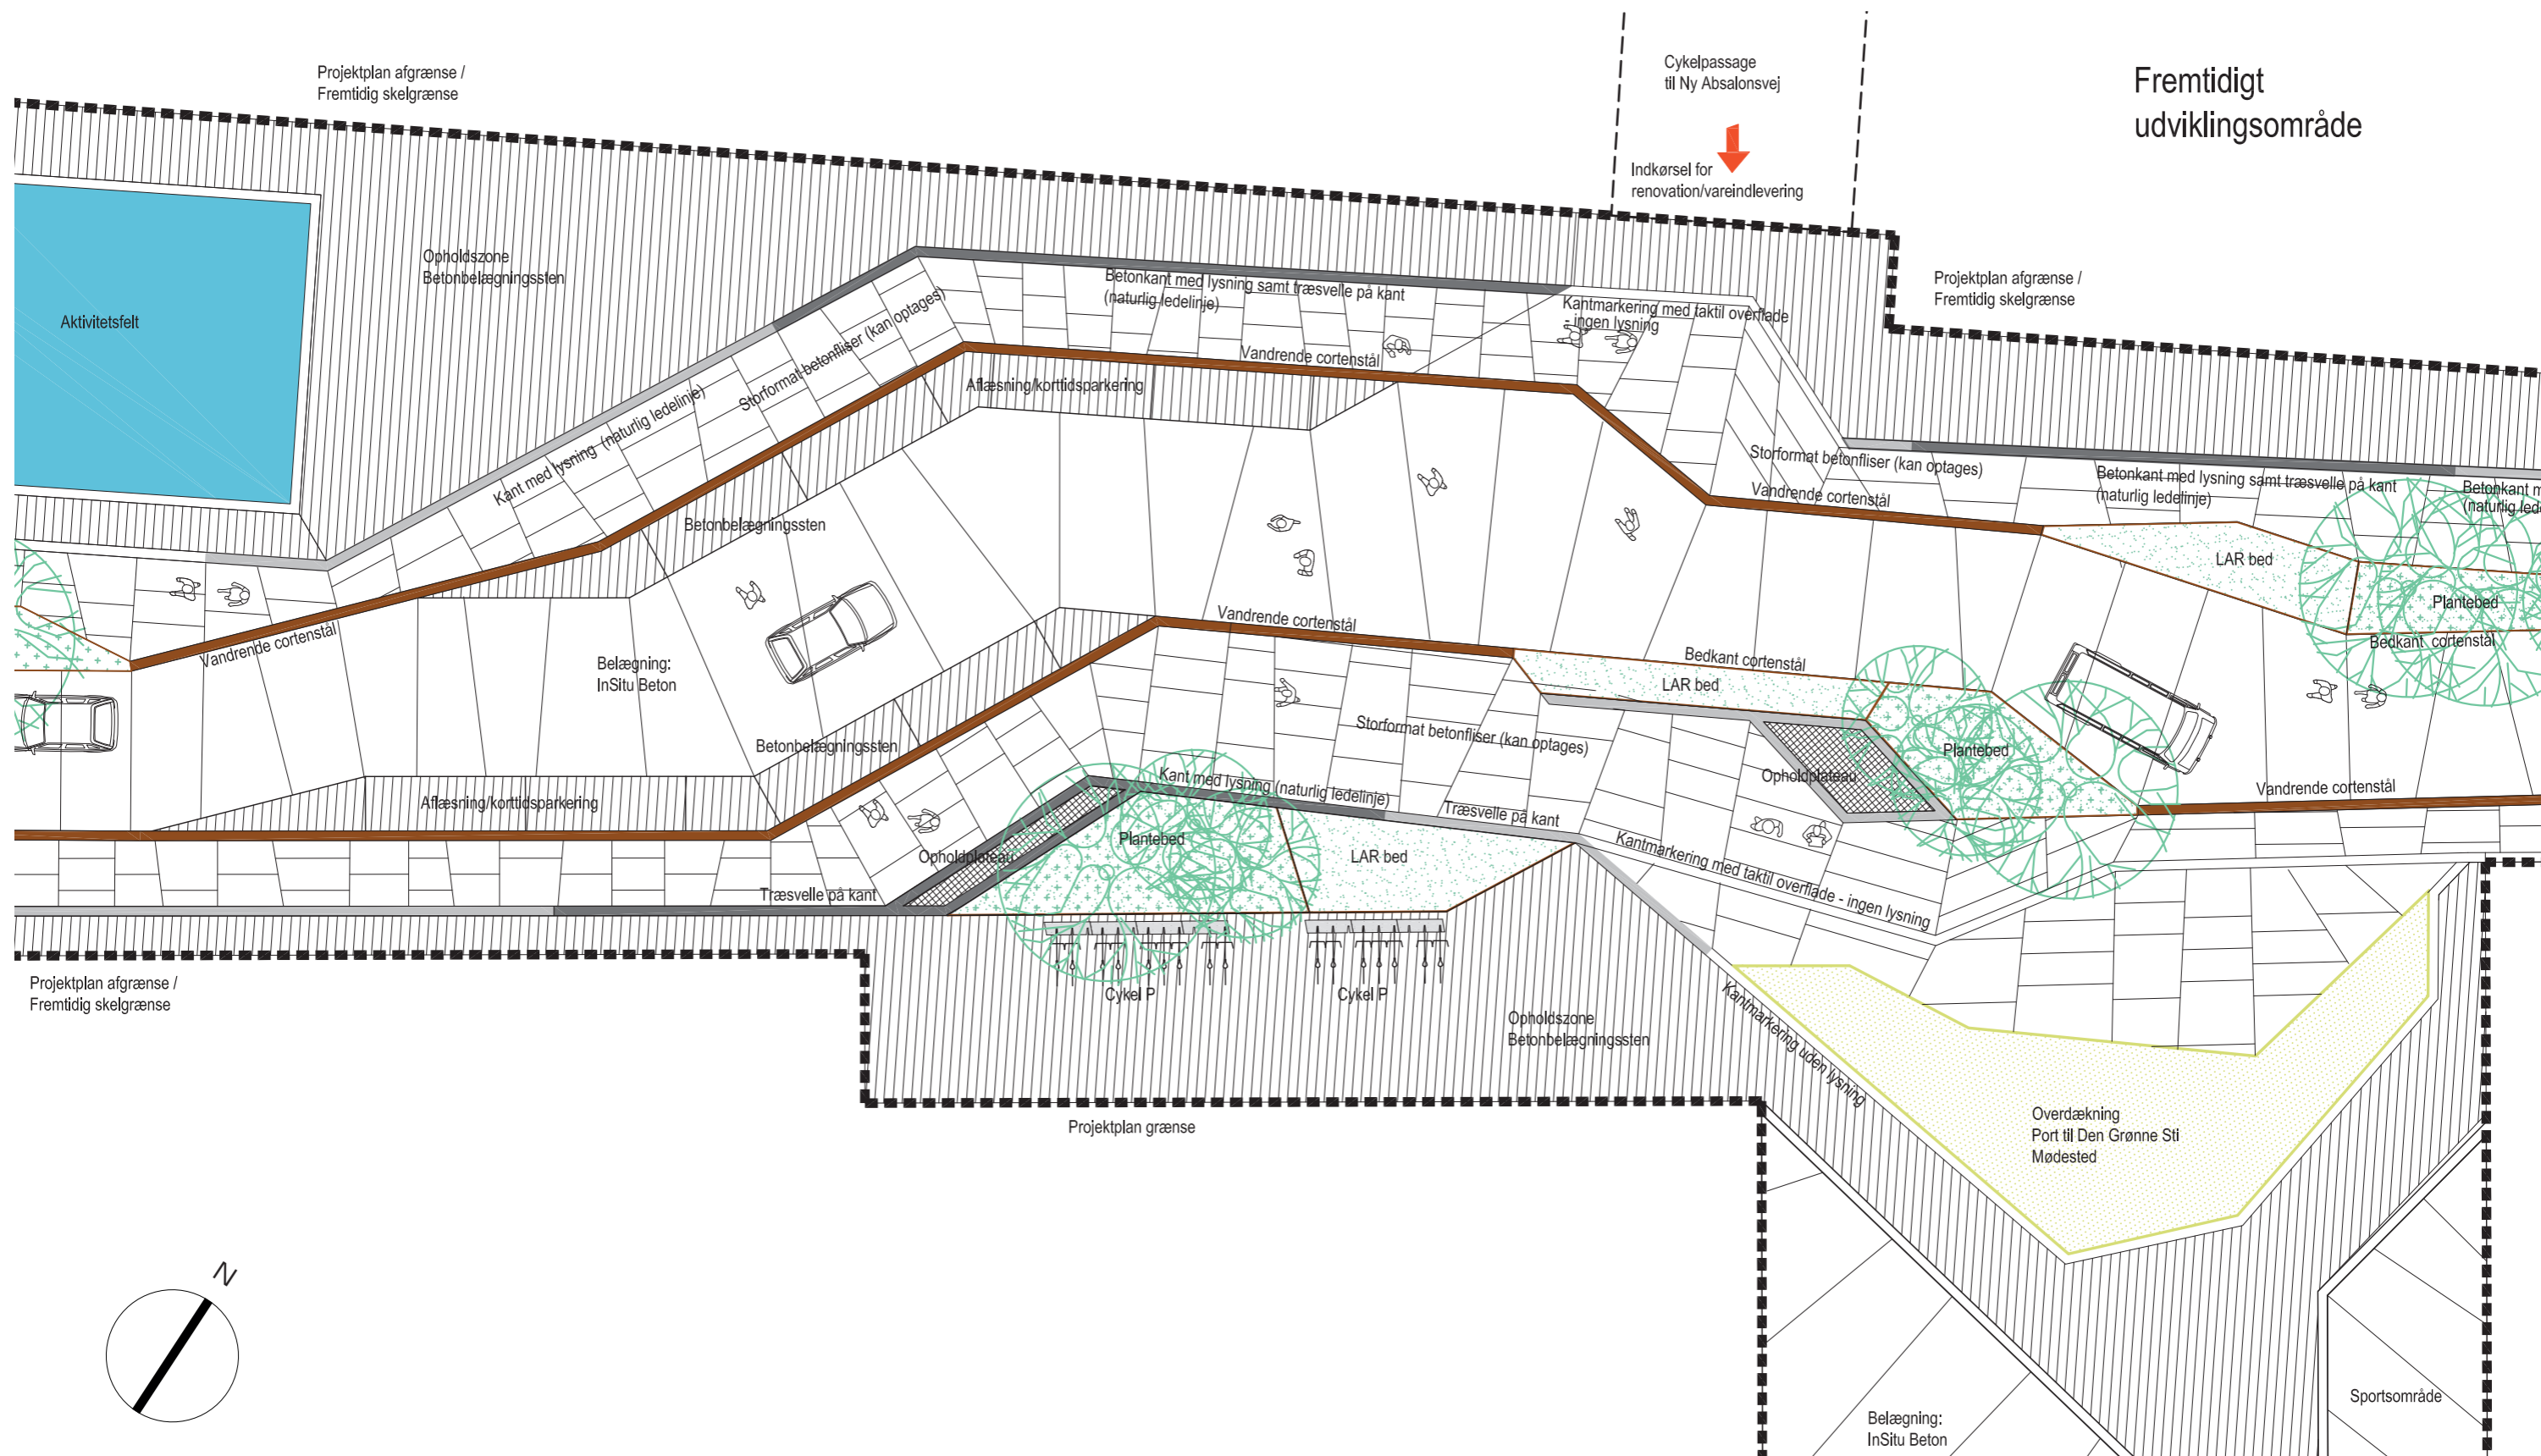 Projektplan afgrænse /
Fremtidig skelgrænse
Cykelpassage
til Ny Absalonsvej
Fremtidigt
udviklingsområde
Indkørsel for
renovation/vareindlevering
Projektplan afgrænse /
Fremtidig skelgrænse
Opholdszone
Betonbelægningssten
Aktivitetsfelt
Betonkant med lysning samt træsvelle på kant
(naturlig ledelinje)
Kantmarkering med taktil overflade
- ingen lysning
Storformat betonfliser (kan optages)
Vandrende cortenstål
Aflæsning/korttidsparkering
Kant med lysning (naturlig ledelinje)
Storformat betonfliser (kan optages)
Betonkant med lysning samt træsvelle på kant
(naturlig ledelinje)
Betonkant m
(naturlig lede
Vandrende cortenstål
Betonbelægningssten
LAR bed
Plantebed
Bedkant cortenstål
Vandrende cortenstål
Vandrende cortenstål
Belægning:
InSitu Beton
Bedkant cortenstål
LAR bed
Storformat betonfliser (kan optages)
Plantebed
Opholdplateau
Betonbelægningssten
Kant med lysning (naturlig ledelinje)
Træsvelle på kant
Vandrende cortenstål
Aflæsning/korttidsparkering
Plantebed
Opholdplateau
LAR bed
Kantmarkering med taktil overflade - ingen lysning
Træsvelle på kant
Projektplan afgrænse /
Fremtidig skelgrænse
Cykel P
Cykel P
Opholdszone
Betonbelægningssten
Kantmarkering uden lysning
Projektplan grænse
Overdækning
Port til Den Grønne Sti
Mødested
N
Sportsområde
Belægning:
InSitu Beton